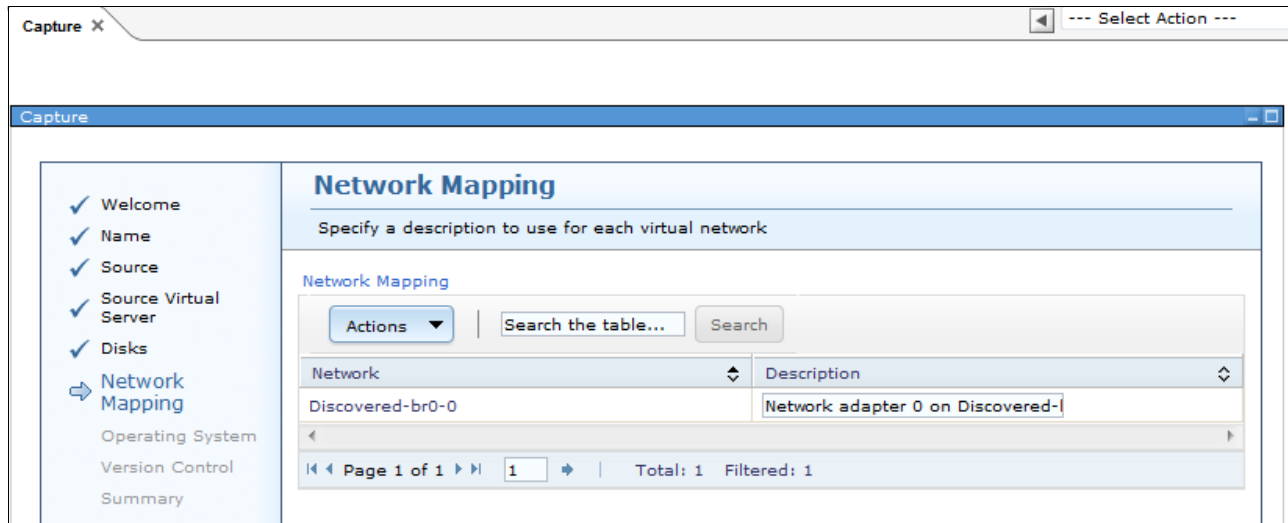 Capture
--- Select Action ---
Capture
Welcome
Name
Source
Source Virtual
Server
Disks
Network
Mapping
Operating System
Version Control
Summary
Network Mapping
Specify a description to use for each virtual network
Network Mapping
Actions
Search the table...
Search
Network Description
Discovered-br0-0 Network adapter 0 on Discovered-
Page 1 of 1 1 Total: 1 Filtered: 1